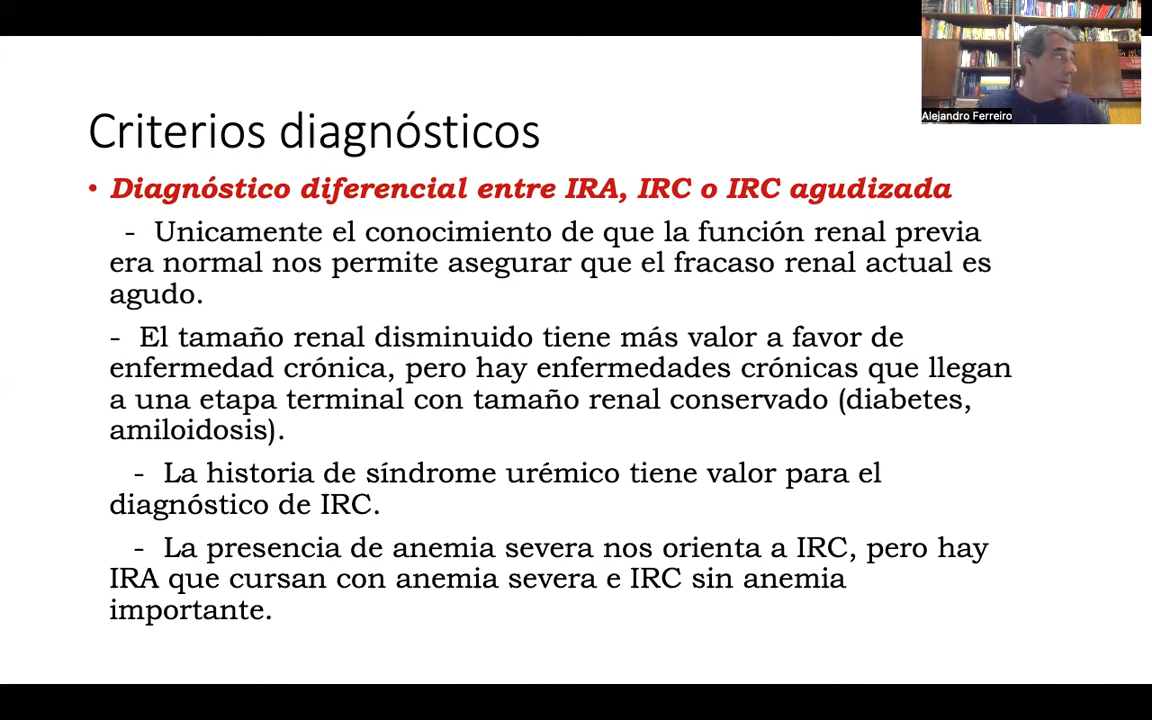 Alejandro Ferreiro
Criterios diagnósticos
• Diagnóstico diferencial entre IRA, IRC o IRC agudizada
- Unicamente el conocimiento de que la función renal previa
era normal nos permite asegurar que el fracaso renal actual es
agudo.
- El tamaño renal disminuido tiene más valor a favor de
enfermedad crónica, pero hay enfermedades crónicas que llegan
a una etapa terminal con tamaño renal conservado (diabetes,
amiloidosis).
- La historia de síndrome urémico tiene valor para el
diagnóstico de IRC.
- La presencia de anemia severa nos orienta a IRC, pero hay
IRA que cursan con anemia severa e IRC sin anemia
importante.